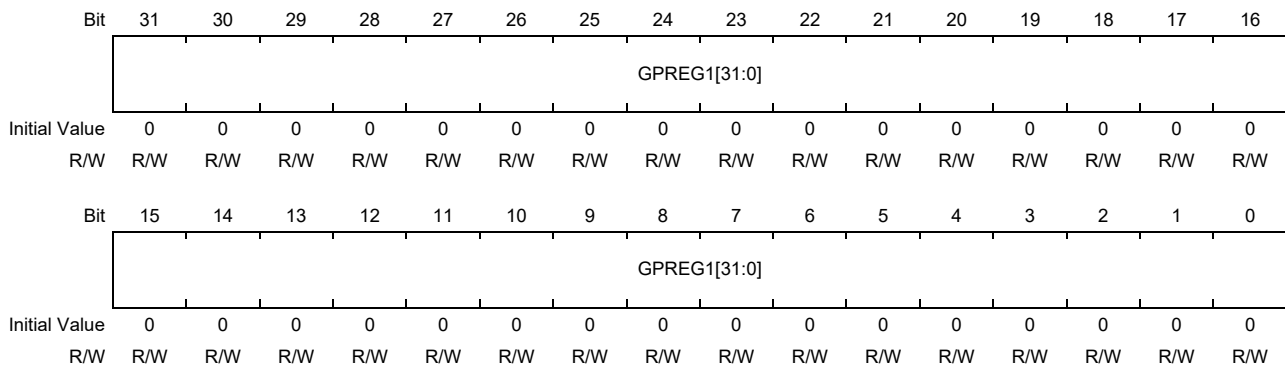 Bit 31 30 29 28 27 26 25 24 23 22 21 20 19 18 17 16
GPREG1[31:0]
Initial Value 0 0 0 0 0 0 0 0 0 0 0 0 0 0 0 0
R/W R/W R/W R/W R/W R/W R/W R/W R/W R/W R/W R/W R/W R/W R/W R/W R/W
Bit 15 14 13 12 11 10 9 8 7 6 5 4 3 2 1 0
GPREG1[31:0]
Initial Value 0 0 0 0 0 0 0 0 0 0 0 0 0 0 0 0
R/W R/W R/W R/W R/W R/W R/W R/W R/W R/W R/W R/W R/W R/W R/W R/W R/W